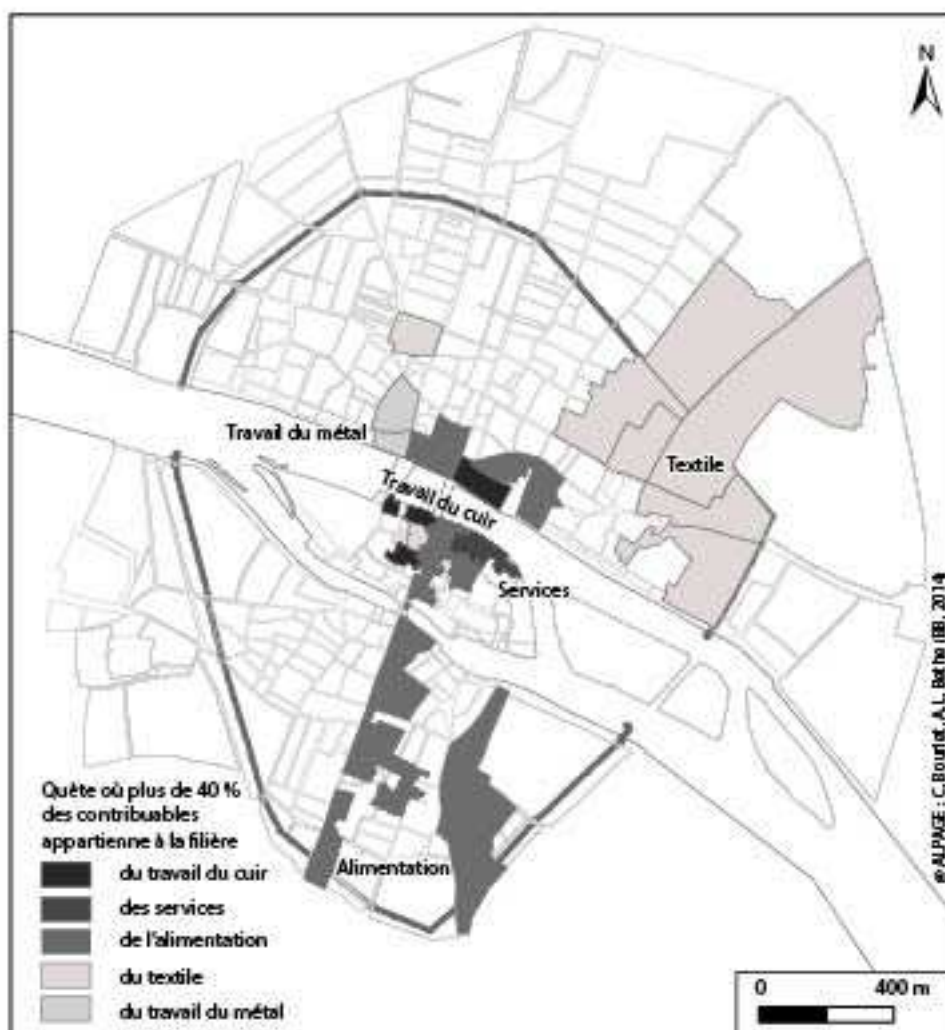 N
Travail du métal
Travail du cuir
Textile
Services
Alimentation
Quête où plus de 40 %
des contribuables
appartienne à la filière
du travail du cuir
des services
de l'alimentation
du textile
du travail du métal
0 400 m
© ALPAGE : C. Bourlet, A.L. Bethe 2014